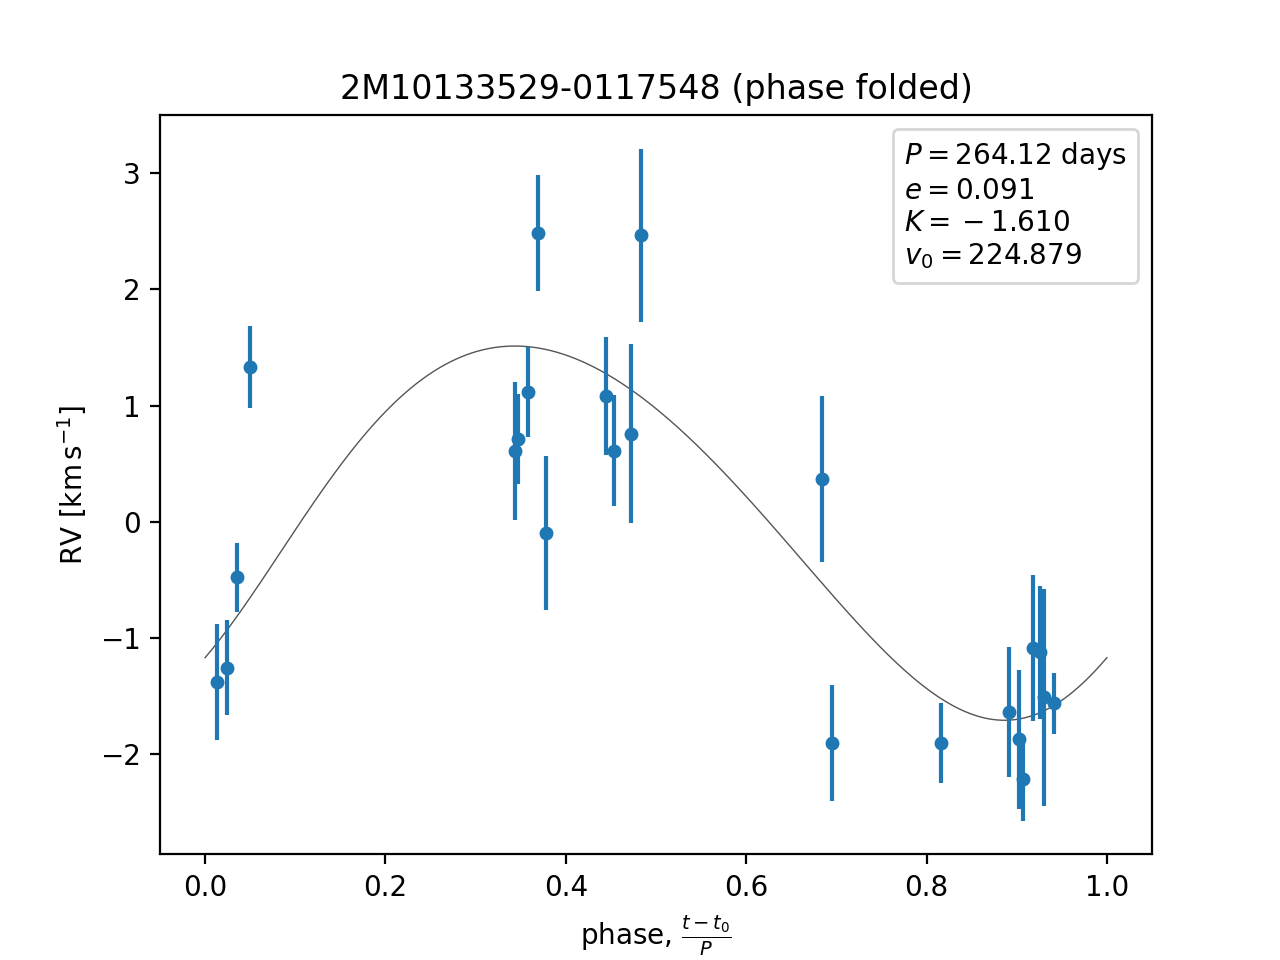 2M10133529-0117548 (phase folded)
P = 264.12 days
e = 0.091
K = −1.610
v₀ = 224.879
3
2
1
0
−1
−2
RV [km s⁻¹]
0.0 0.2 0.4 0.6 0.8 1.0
phase, (t − t₀)/P